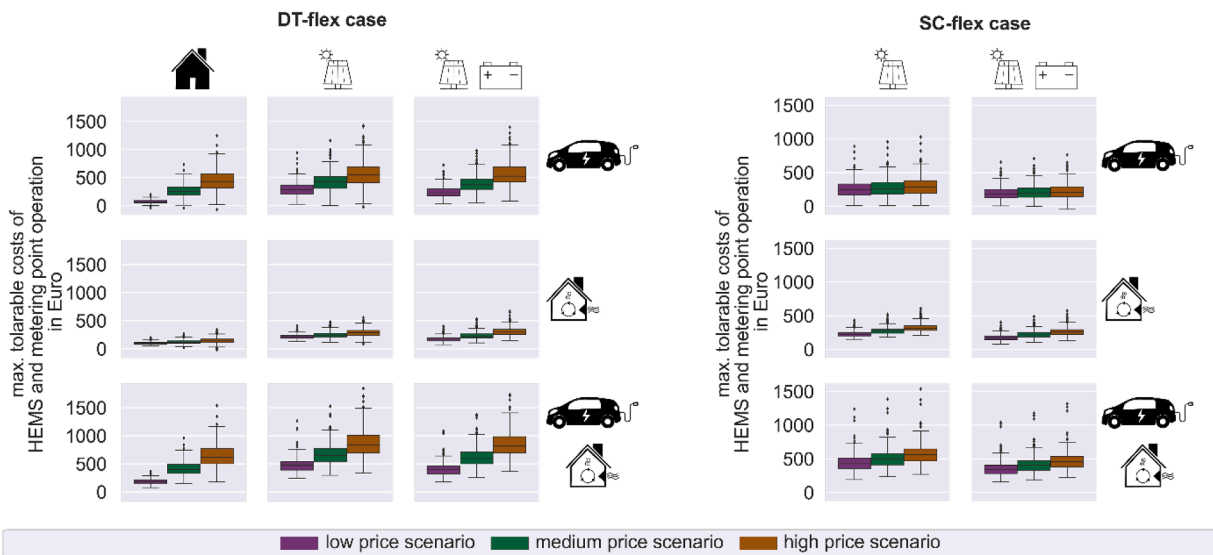 DT-flex case
SC-flex case
max. tolarable costs of
HEMS and metering point operation
in Euro
1500
1000
500
0
1500
1000
500
0
1500
1000
500
0
max. tolarable costs of
HEMS and metering point operation
in Euro
1500
1000
500
0
1500
1000
500
0
1500
1000
500
0
low price scenario medium price scenario high price scenario